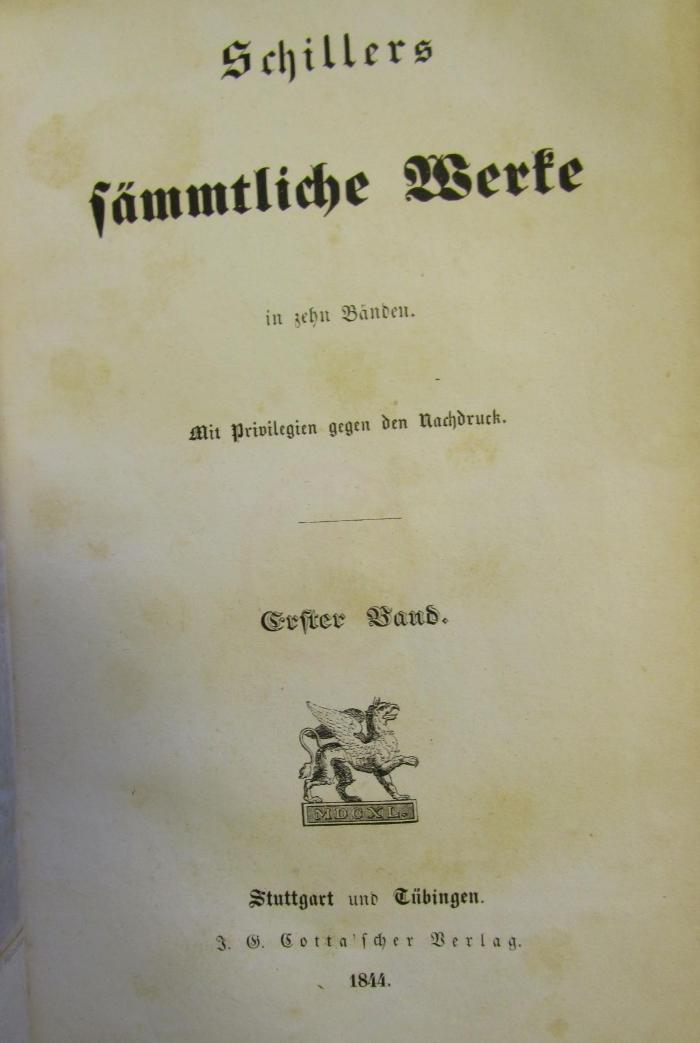 Schillers
sämmtliche Werke
in zehn Bänden.
Mit Privilegien gegen den Nachdruck.
Erster Band.
MDCXL.
Stuttgart und Tübingen.
J. G. Cotta'scher Verlag.
1844.